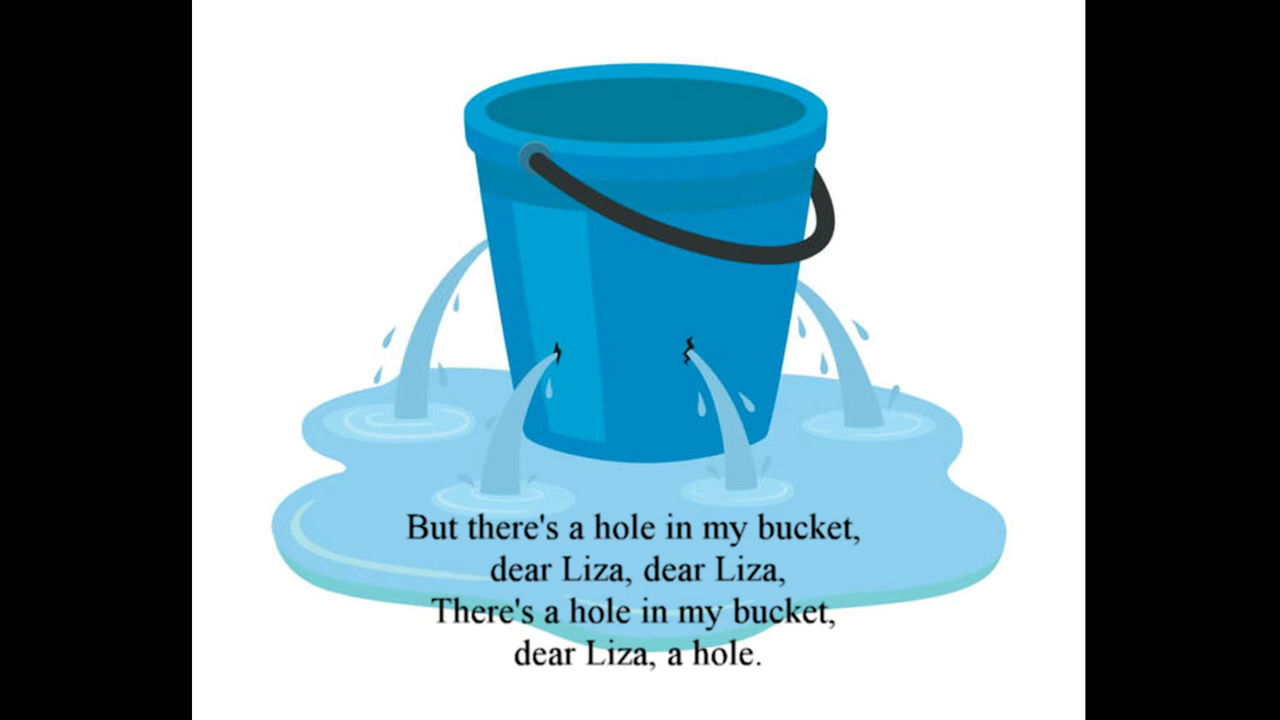 But there's a hole in my bucket,
dear Liza, dear Liza,
There's a hole in my bucket,
dear Liza, a hole.